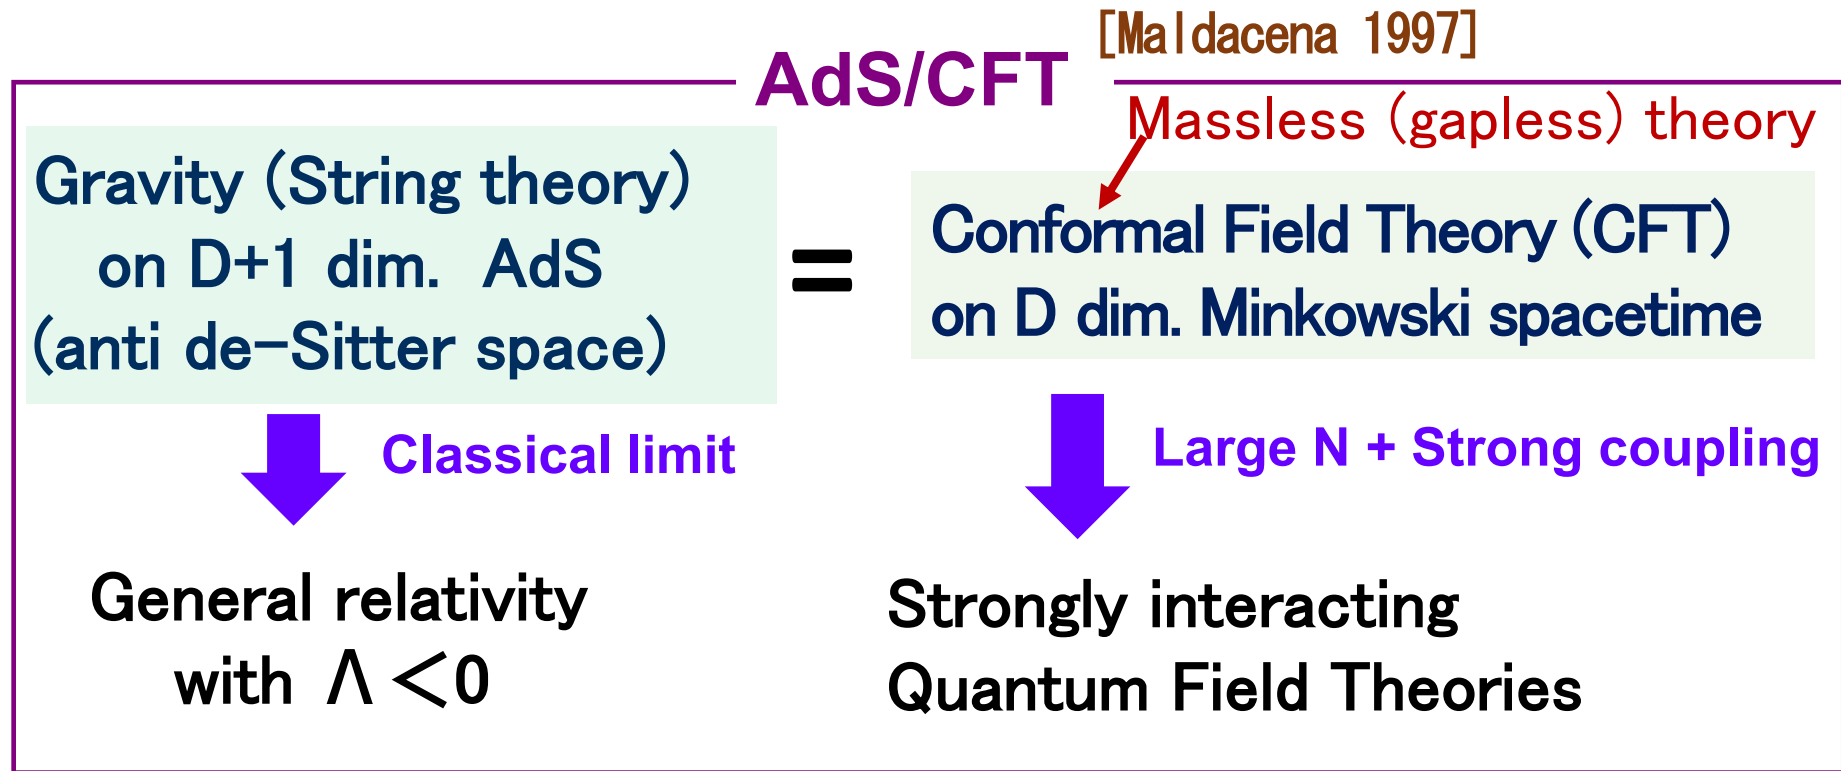 [Maldacena 1997]
AdS/CFT
Massless (gapless) theory
Gravity (String theory)
on D+1 dim. AdS
(anti de-Sitter space)
=
Conformal Field Theory (CFT)
on D dim. Minkowski spacetime
Classical limit
Large N + Strong coupling
General relativity
with Λ<0
Strongly interacting
Quantum Field Theories